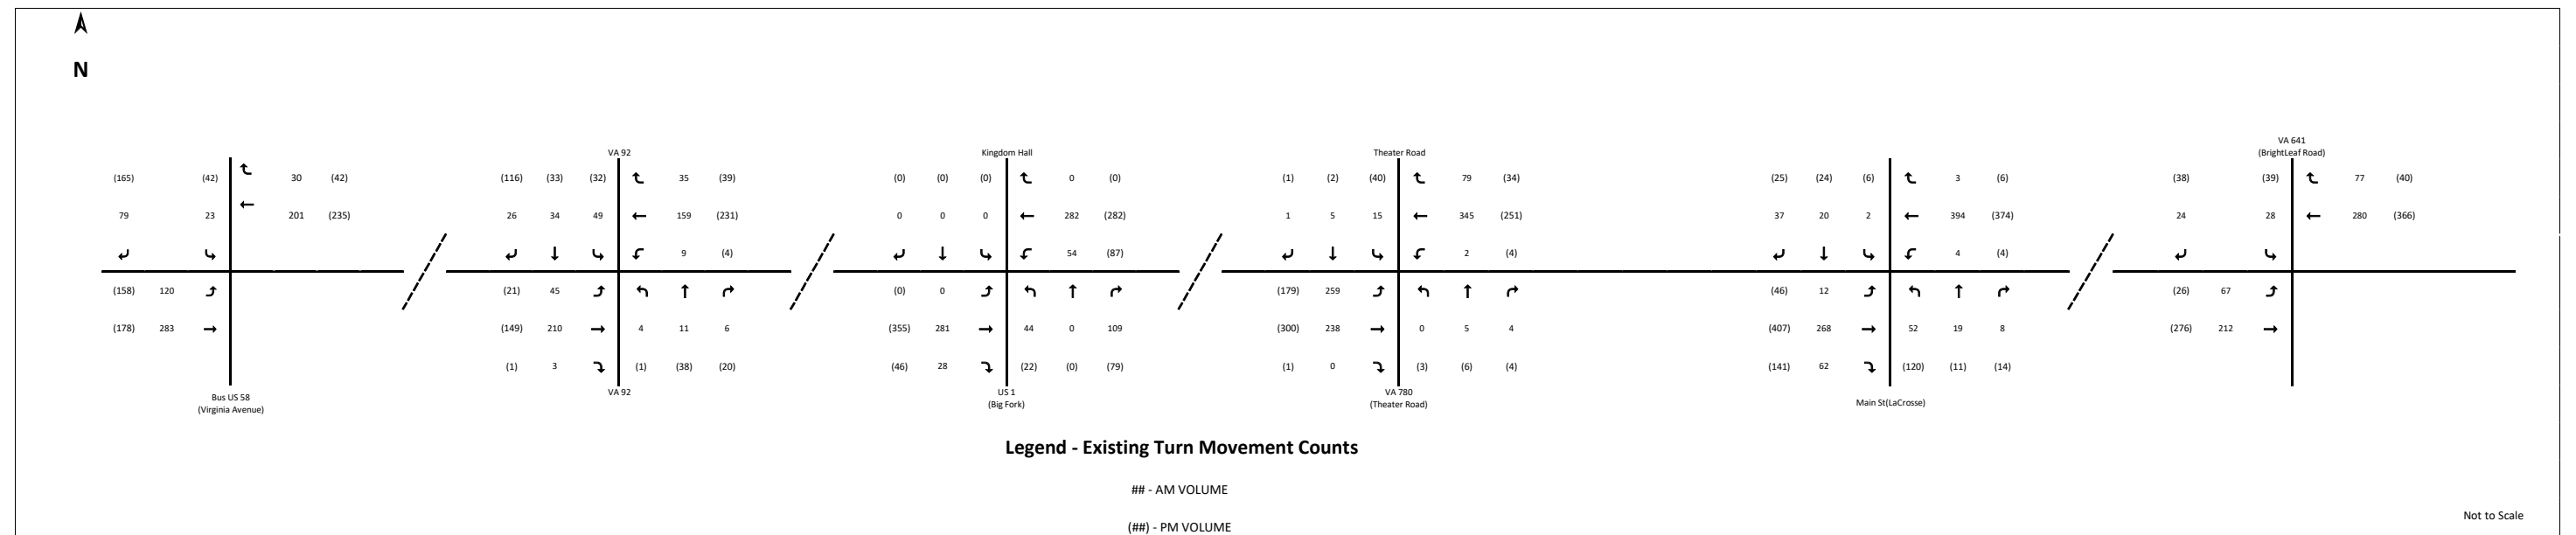 N
VA 641
VA 92 Kingdom Hall Theater Road (BrightLeaf Road)
(165) (42) 30 (42) (116) (33) (32) 35 (39) (0) (0) (0) 0 (0) (1) (2) (40) 79 (34) (25) (24) (6) 3 (6) (38) (39) 77 (40)
79 23 201 (235) 26 34 49 159 (231) 0 0 0 282 (282) 1 5 15 345 (251) 37 20 2 394 (374) 24 28 280 (366)
9 (4) 54 (87) 2 (4) 4 (4)
(158) 120 (21) 45 (0) 0 (179) 259 (46) 12 (26) 67
(178) 283 (149) 210 4 11 6 (355) 281 44 0 109 (300) 238 0 5 4 (407) 268 52 19 8 (276) 212
(1) 3 (1) (38) (20) (46) 28 (22) (0) (79) (1) 0 (3) (6) (4) (141) 62 (120) (11) (14)
Bus US 58 VA 92 US 1 VA 780 Main St(LaCrosse)
(Virginia Avenue) (Big Fork) (Theater Road)
Legend - Existing Turn Movement Counts
## - AM VOLUME
(##) - PM VOLUME
Not to Scale